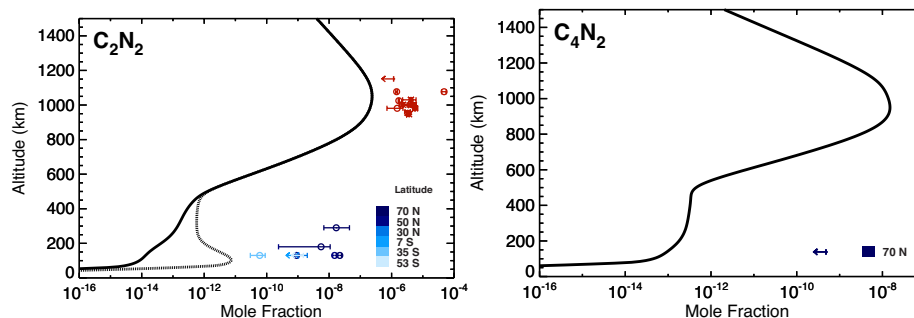 C2N2
Altitude (km)
1400
1200
1000
800
600
400
200
0
10-16
10-14
10-12
10-10
10-8
10-6
10-4
Mole Fraction
Latitude
70 N
50 N
30 N
7 S
35 S
53 S
C4N2
Altitude (km)
1400
1200
1000
800
600
400
200
0
10-16
10-14
10-12
10-10
10-8
Mole Fraction
70 N